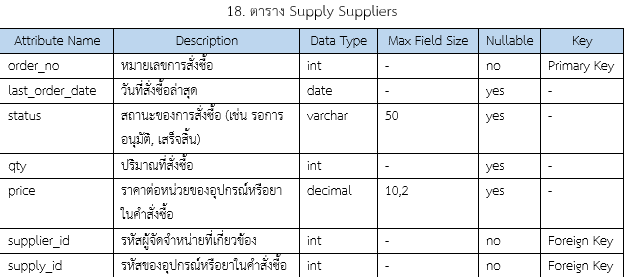 18. ตาราง Supply Suppliers
Attribute Name Description Data Type Max Field Size Nullable Key
order_no หมายเลขการสั่งซื้อ int - no Primary Key
last_order_date วันที่สั่งซื้อล่าสุด date - yes -
status สถานะของการสั่งซื้อ (เช่น รอการ varchar 50 yes -
อนุมัติ, เสร็จสิ้น)
qty ปริมาณที่สั่งซื้อ int - yes -
price ราคาต่อหน่วยของอุปกรณ์หรือยา decimal 10,2 yes -
ในคำสั่งซื้อ
supplier_id รหัสผู้จัดจำหน่ายที่เกี่ยวข้อง int - no Foreign Key
supply_id รหัสของอุปกรณ์หรือยาในคำสั่งซื้อ int - no Foreign Key